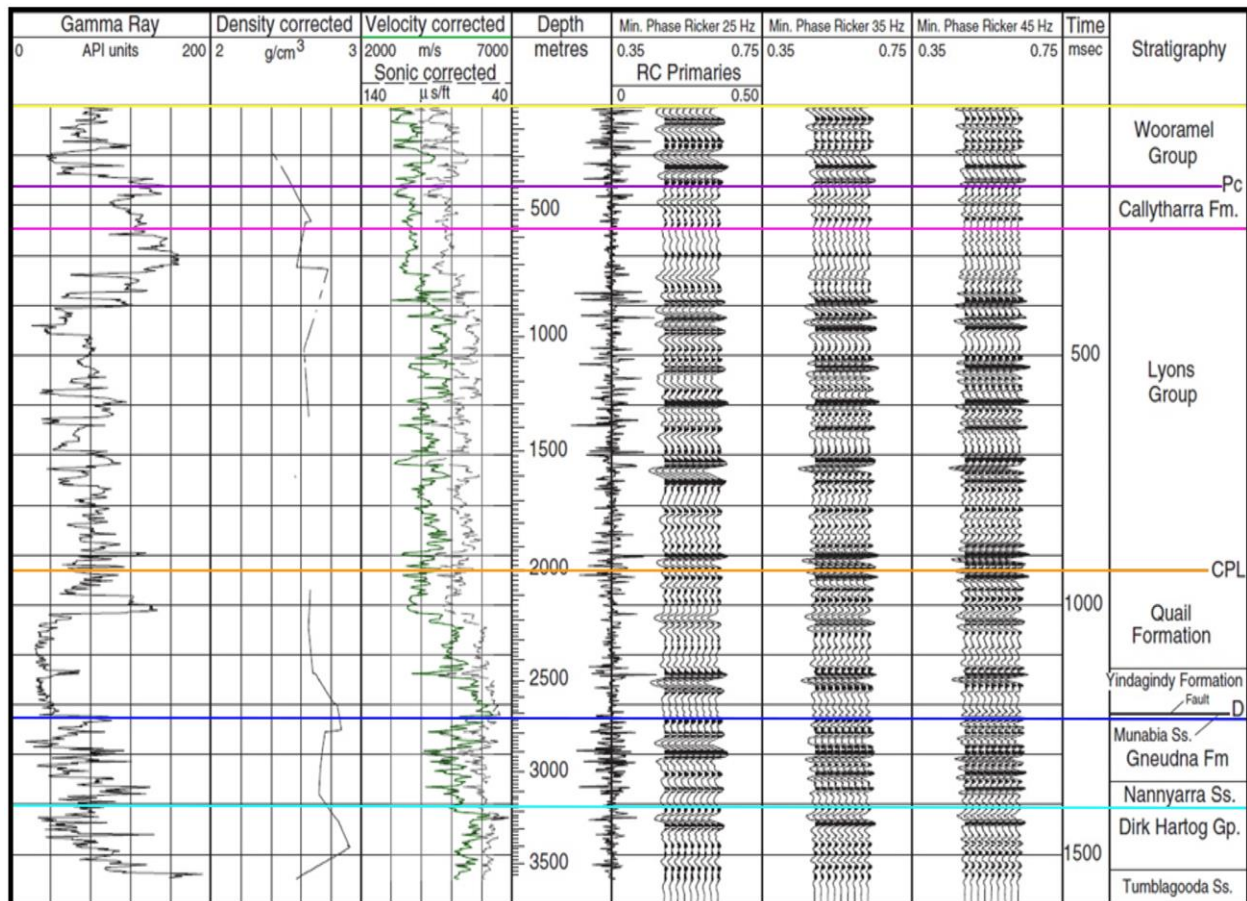 Gamma Ray
0 API units 200
Density corrected
2 g/cm³ 3
Velocity corrected
2000 m/s 7000
Sonic corrected
140 μs/ft 40
Depth
metres
Min. Phase Ricker 25 Hz
0.35 0.75
RC Primaries
0 0.50
Min. Phase Ricker 35 Hz
0.35 0.75
Min. Phase Ricker 45 Hz
0.35 0.75
Time
msec
Stratigraphy
500
1000
1500
2000
2500
3000
3500
500
1000
1500
Wooramel
Group
Pc
Callytharra Fm.
Lyons
Group
CPL
Quail
Formation
Yindagindy Formation
Fault
D
Munabia Ss.
Gneudna Fm
Nannyarra Ss.
Dirk Hartog Gp.
Tumblagooda Ss.